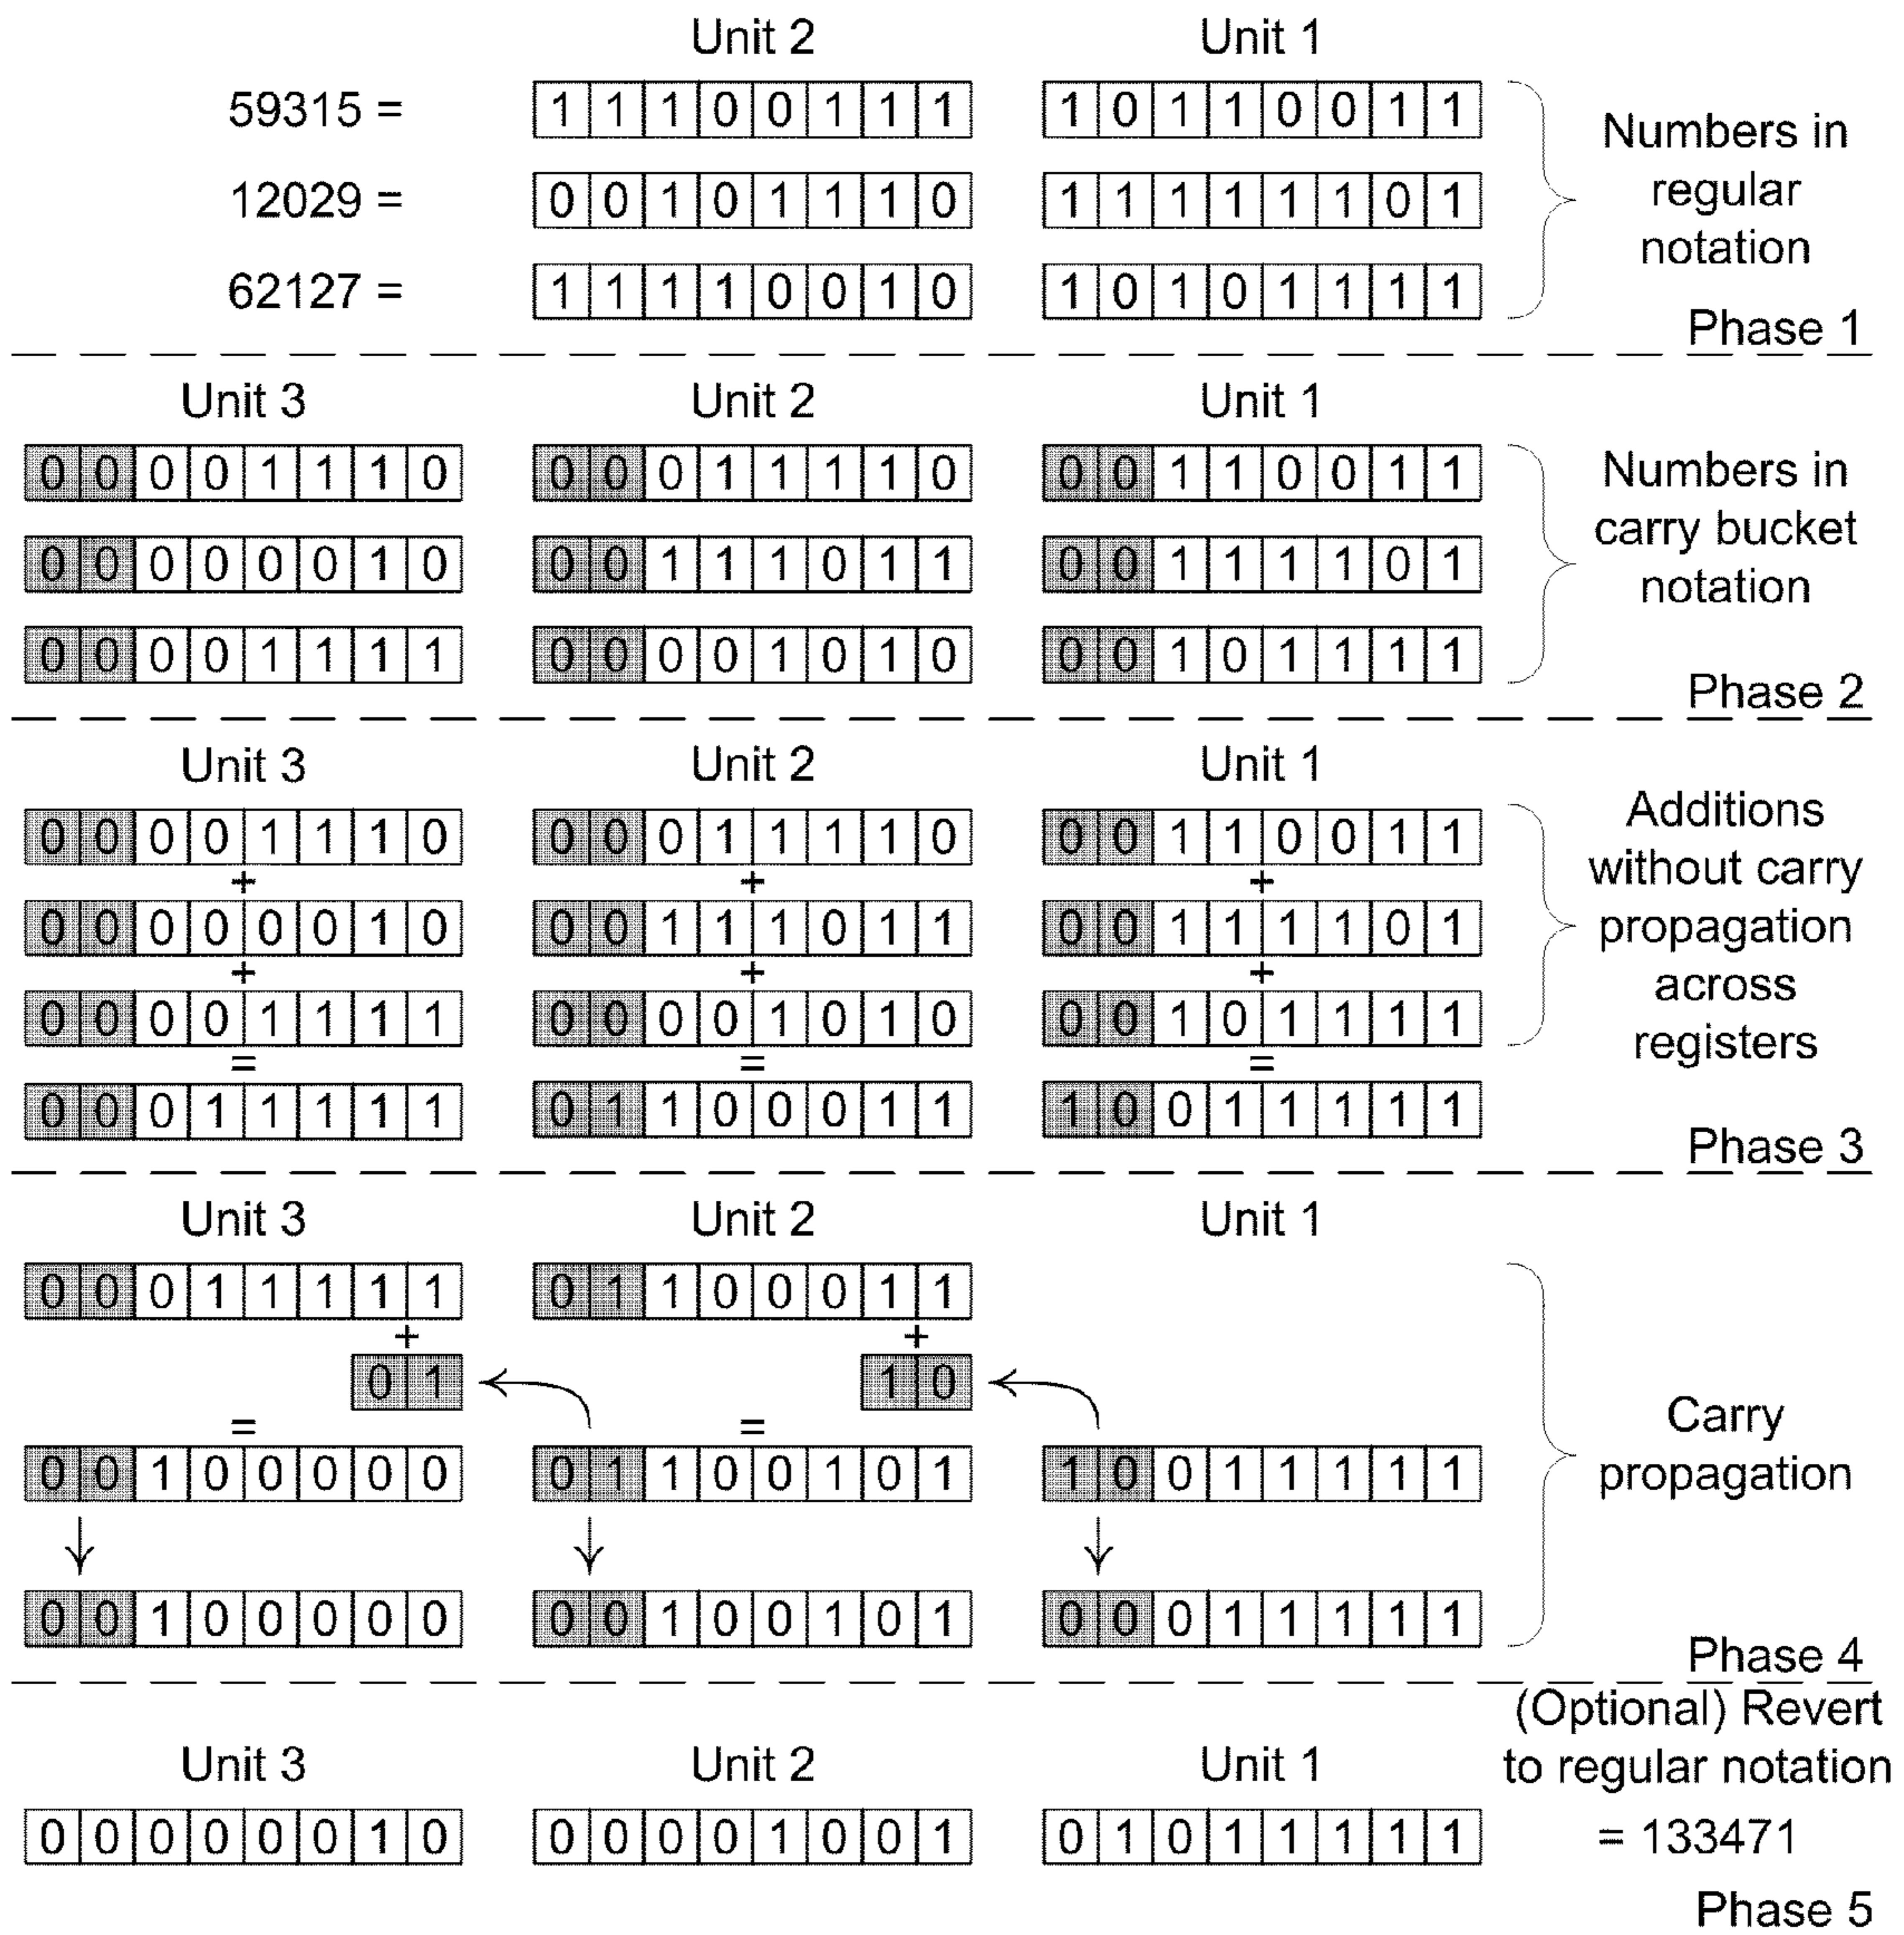 Unit 2 Unit 1
59315 = 1 1 1 0 0 1 1 1 1 0 1 1 0 0 1 1
12029 = 0 0 1 0 1 1 1 0 1 1 1 1 1 1 0 1
62127 = 1 1 1 1 0 0 1 0 1 0 1 0 1 1 1 1
Numbers in
regular
notation
Phase 1
Unit 3 Unit 2 Unit 1
0 0 0 0 1 1 1 0 0 0 0 1 1 1 1 0 0 0 1 1 0 0 1 1
0 0 0 0 0 0 1 0 0 0 1 1 1 0 1 1 0 0 1 1 1 1 0 1
0 0 0 0 1 1 1 1 0 0 0 0 1 0 1 0 0 0 1 0 1 1 1 1
Numbers in
carry bucket
notation
Phase 2
Unit 3 Unit 2 Unit 1
0 0 0 0 1 1 1 0 0 0 0 1 1 1 1 0 0 0 1 1 0 0 1 1
+ + +
0 0 0 0 0 0 1 0 0 0 1 1 1 0 1 1 0 0 1 1 1 1 0 1
+ + +
0 0 0 0 1 1 1 1 0 0 0 0 1 0 1 0 0 0 1 0 1 1 1 1
= = =
0 0 0 1 1 1 1 1 0 1 1 0 0 0 1 1 1 0 0 1 1 1 1 1
Additions
without carry
propagation
across
registers
Phase 3
Unit 3 Unit 2 Unit 1
0 0 0 1 1 1 1 1 0 1 1 0 0 0 1 1
+ +
0 1 1 0
= =
0 0 1 0 0 0 0 0 0 1 1 0 0 1 0 1 1 0 0 1 1 1 1 1
0 0 1 0 0 0 0 0 0 0 1 0 0 1 0 1 0 0 0 1 1 1 1 1
Carry
propagation
Phase 4
(Optional) Revert
to regular notation
Unit 3 Unit 2 Unit 1
0 0 0 0 0 0 1 0 0 0 0 0 1 0 0 1 0 1 0 1 1 1 1 1
= 133471
Phase 5